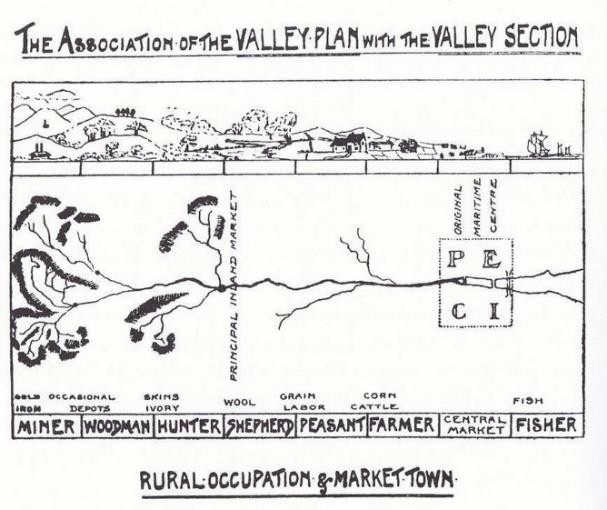 THE ASSOCIATION·OF·THE VALLEY·PLAN WITH THE VALLEY SECTION
PRINCIPAL INLAND MARKET
ORIGINAL
MARITIME
CENTRE
P E
C I
GOLD OCCASIONAL SKINS WOOL GRAIN CORN FISH
IRON DEPOTS IVORY LABOR CATTLE
MINER WOODMAN HUNTER SHEPHERD PEASANT FARMER CENTRAL MARKET FISHER
RURAL·OCCUPATION & MARKET·TOWN·